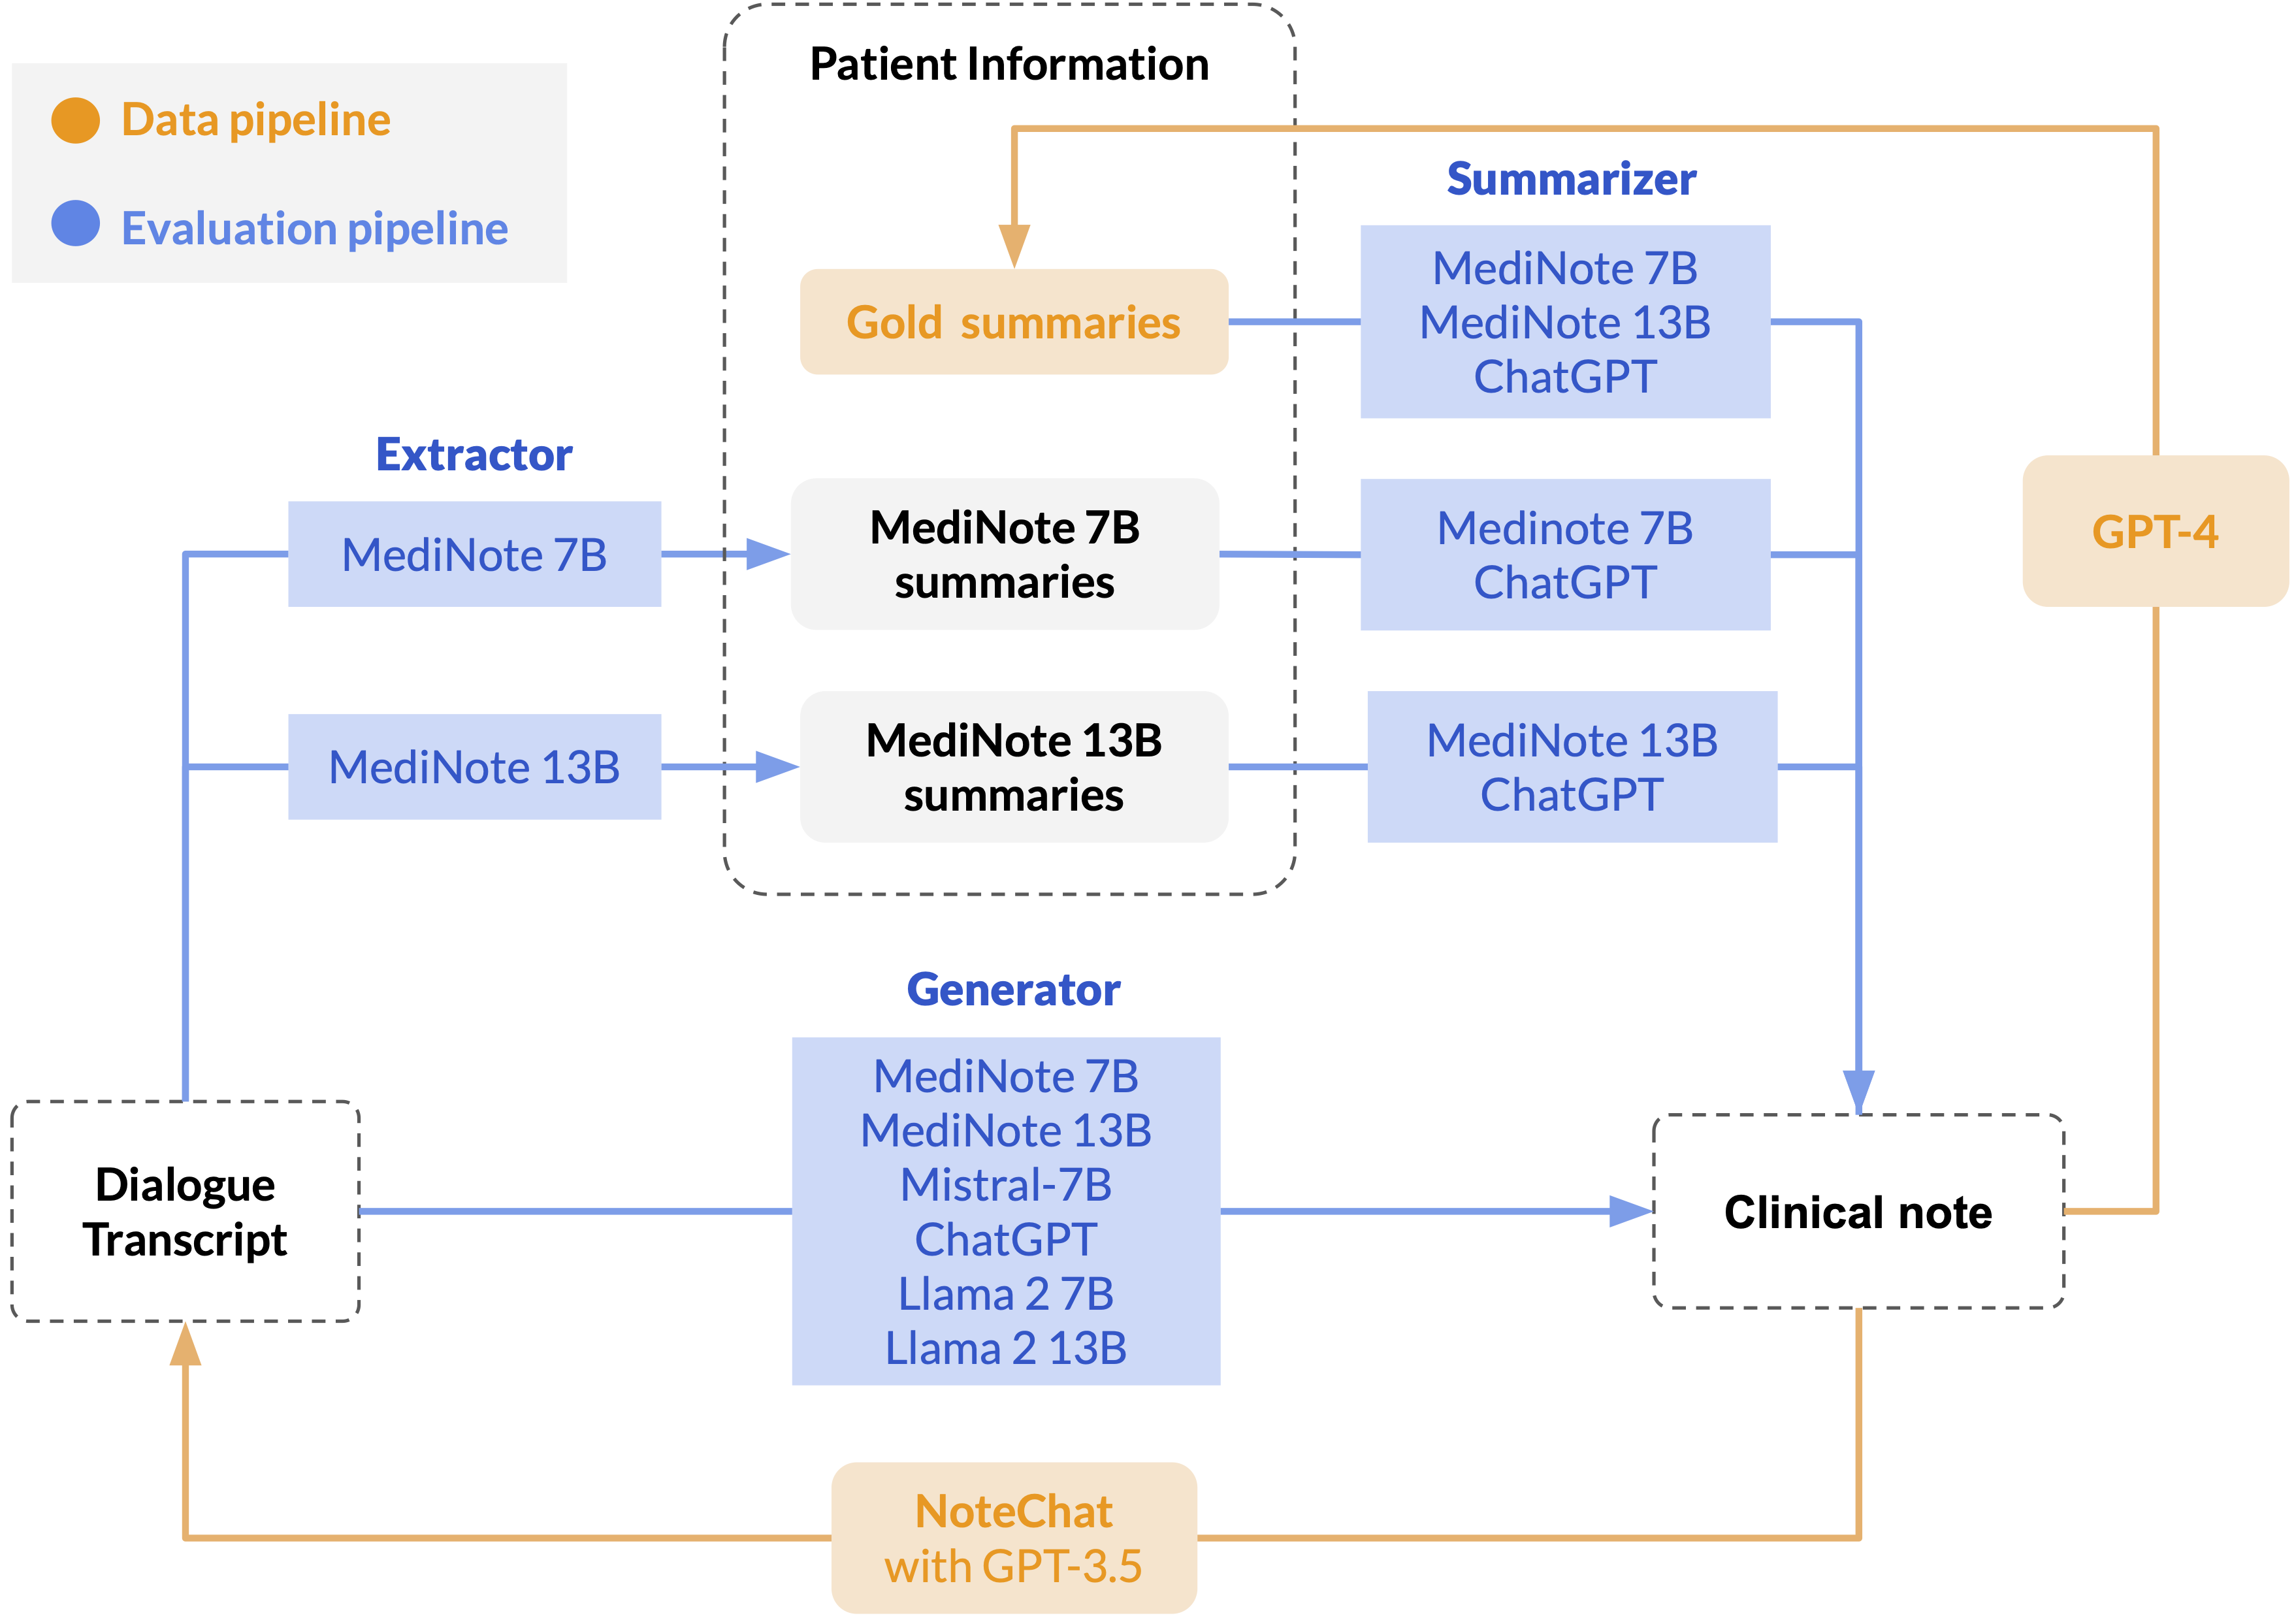 Data pipeline
Evaluation pipeline
Patient Information
Summarizer
Gold summaries
MediNote 7B
MediNote 13B
ChatGPT
Extractor
MediNote 7B
MediNote 7B
summaries
Medinote 7B
ChatGPT
GPT-4
MediNote 13B
MediNote 13B
summaries
MediNote 13B
ChatGPT
Generator
MediNote 7B
MediNote 13B
Mistral-7B
ChatGPT
Llama 2 7B
Llama 2 13B
Dialogue
Transcript
Clinical note
NoteChat
with GPT-3.5